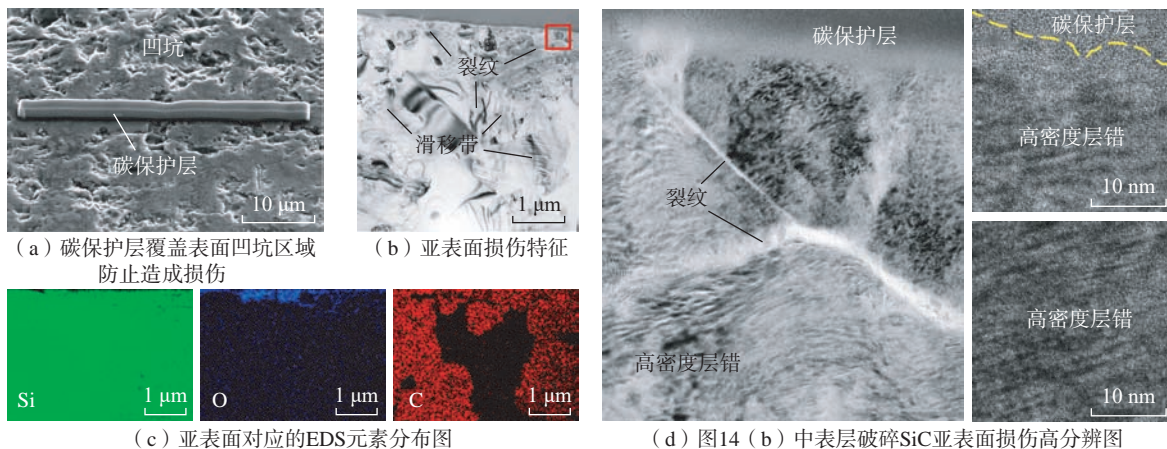 凹坑
碳保护层
10 μm
(a)碳保护层覆盖表面凹坑区域
防止造成损伤
裂纹
滑移带
1 μm
(b)亚表面损伤特征
Si
1 μm
O
1 μm
C
1 μm
(c)亚表面对应的EDS元素分布图
碳保护层
裂纹
高密度层错
碳保护层
高密度层错
10 nm
高密度层错
10 nm
(d)图14(b)中表层破碎SiC亚表面损伤高分辨图